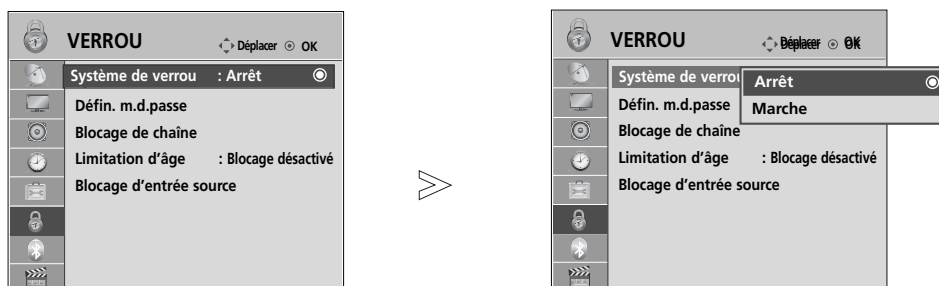 VERROU
Déplacer OK
Système de verrou : Arrêt
Défin. m.d.passe
Blocage de chaîne
Limitation d'âge : Blocage désactivé
Blocage d'entrée source
>
VERROU
Déplacer OK
Système de verrou
Arrêt
Marche
Défin. m.d.passe
Blocage de chaîne
Limitation d'âge : Blocage désactivé
Blocage d'entrée source